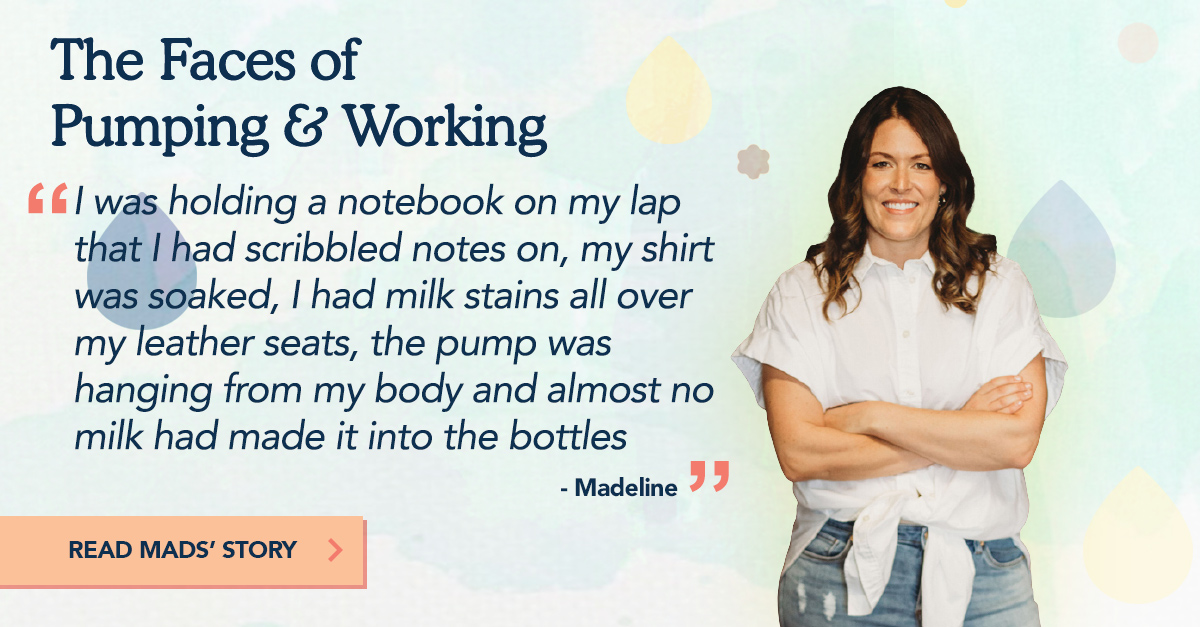 The Faces of
Pumping & Working
“I was holding a notebook on my lap
that I had scribbled notes on, my shirt
was soaked, I had milk stains all over
my leather seats, the pump was
hanging from my body and almost no
milk had made it into the bottles
- Madeline ”
READ MADS’ STORY >